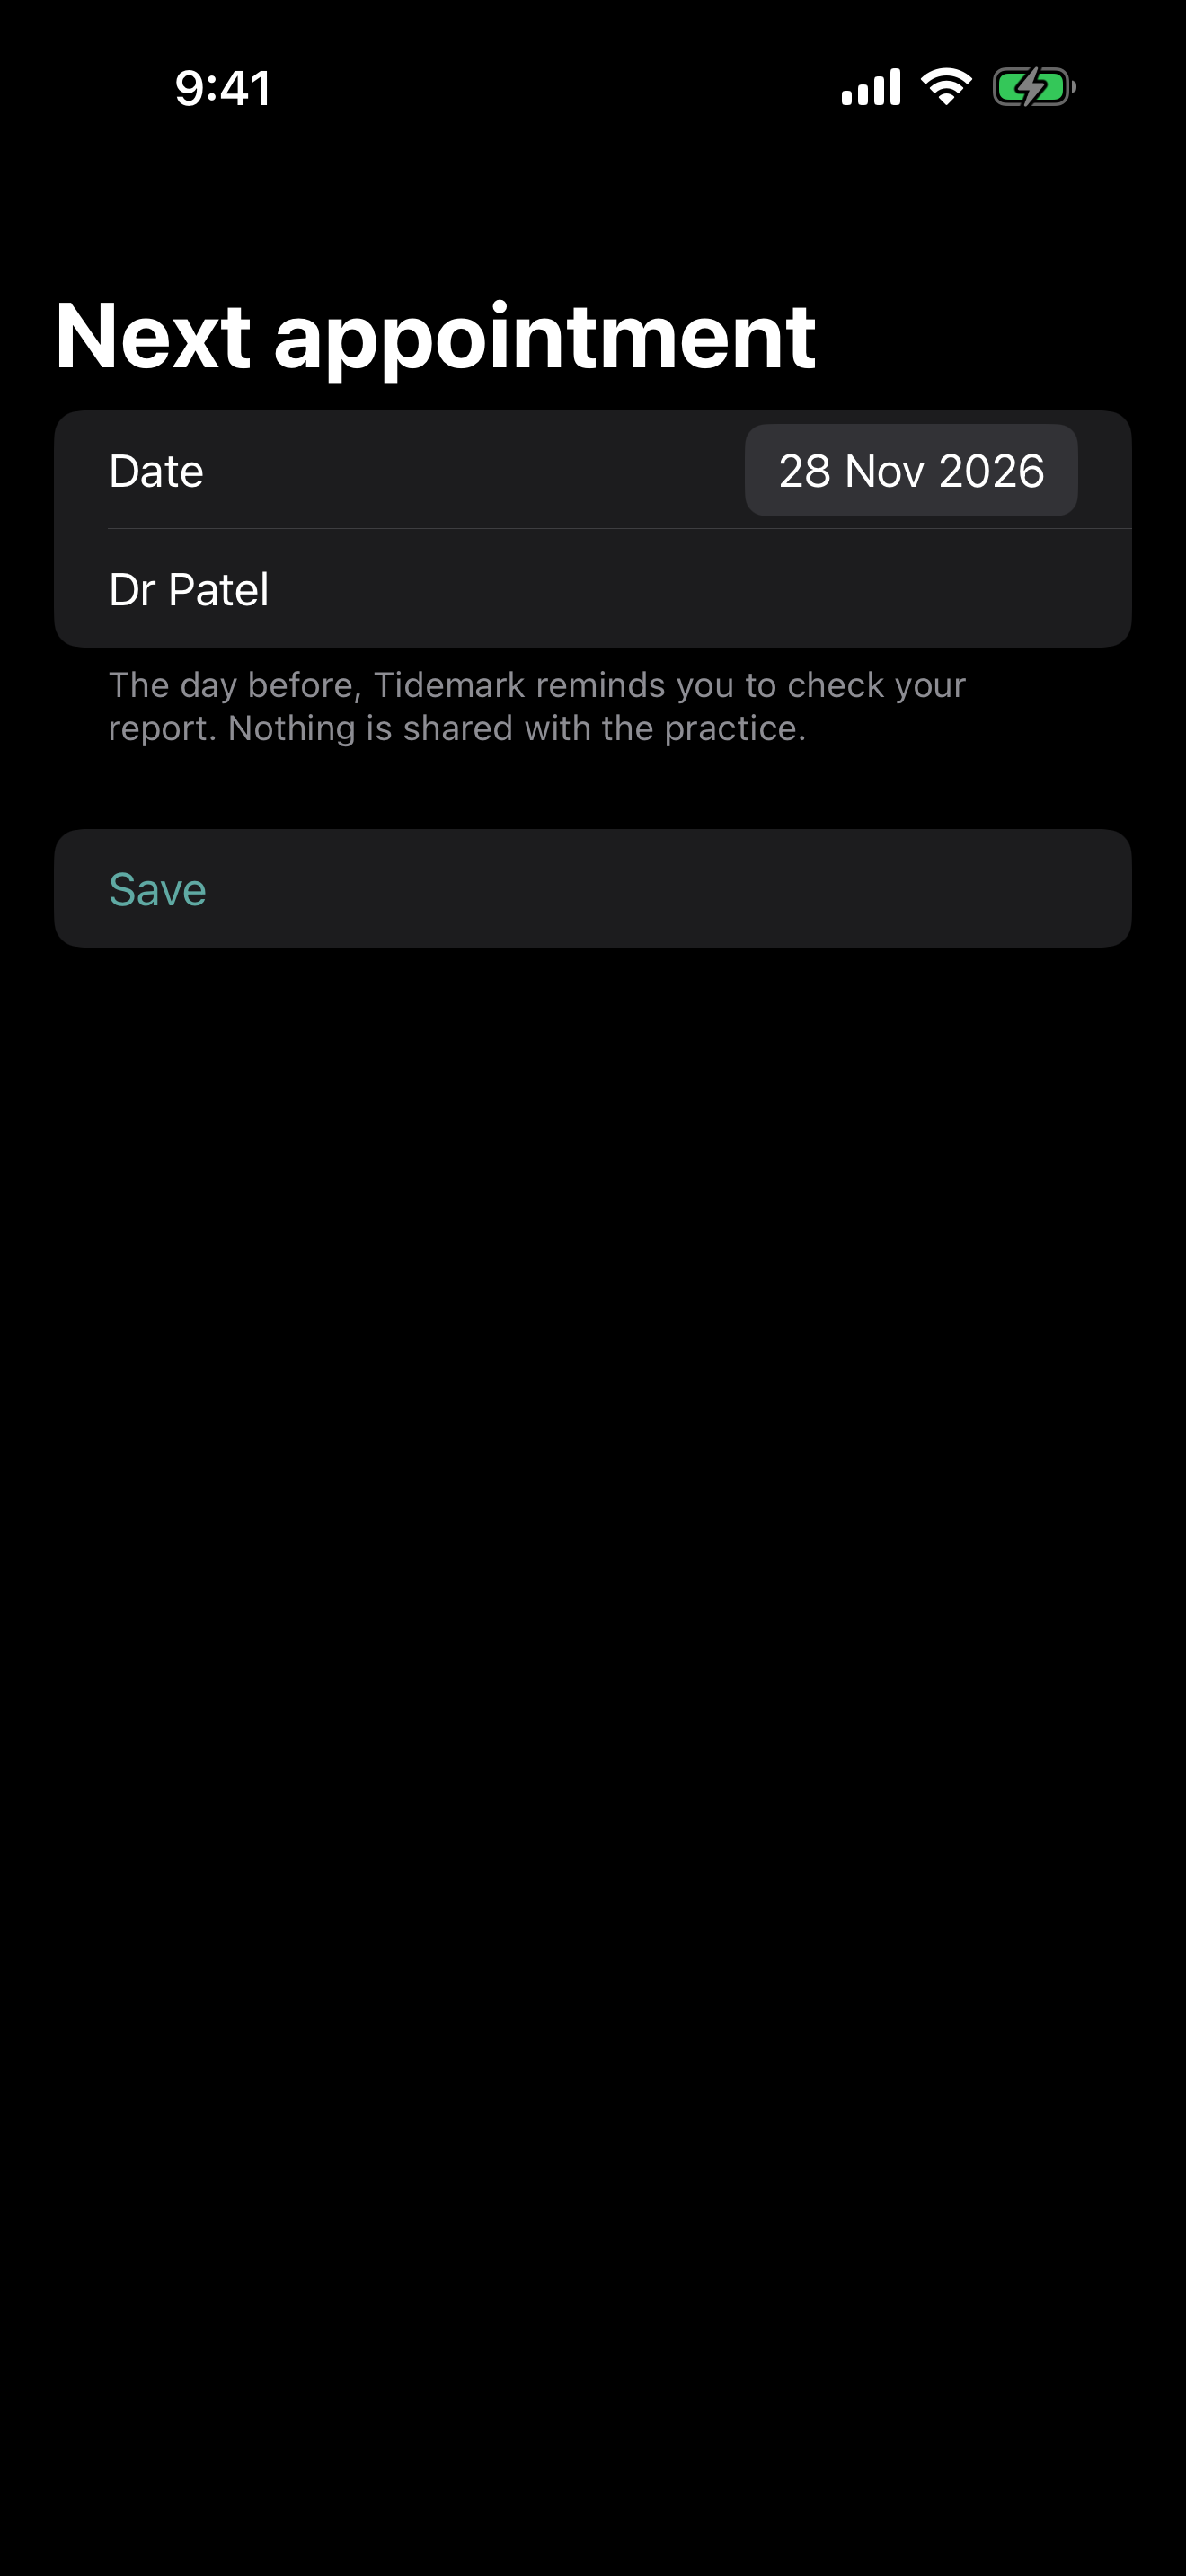 9:41
Next appointment
Date
28 Nov 2026
Dr Patel
The day before, Tidemark reminds you to check your
report. Nothing is shared with the practice.
Save